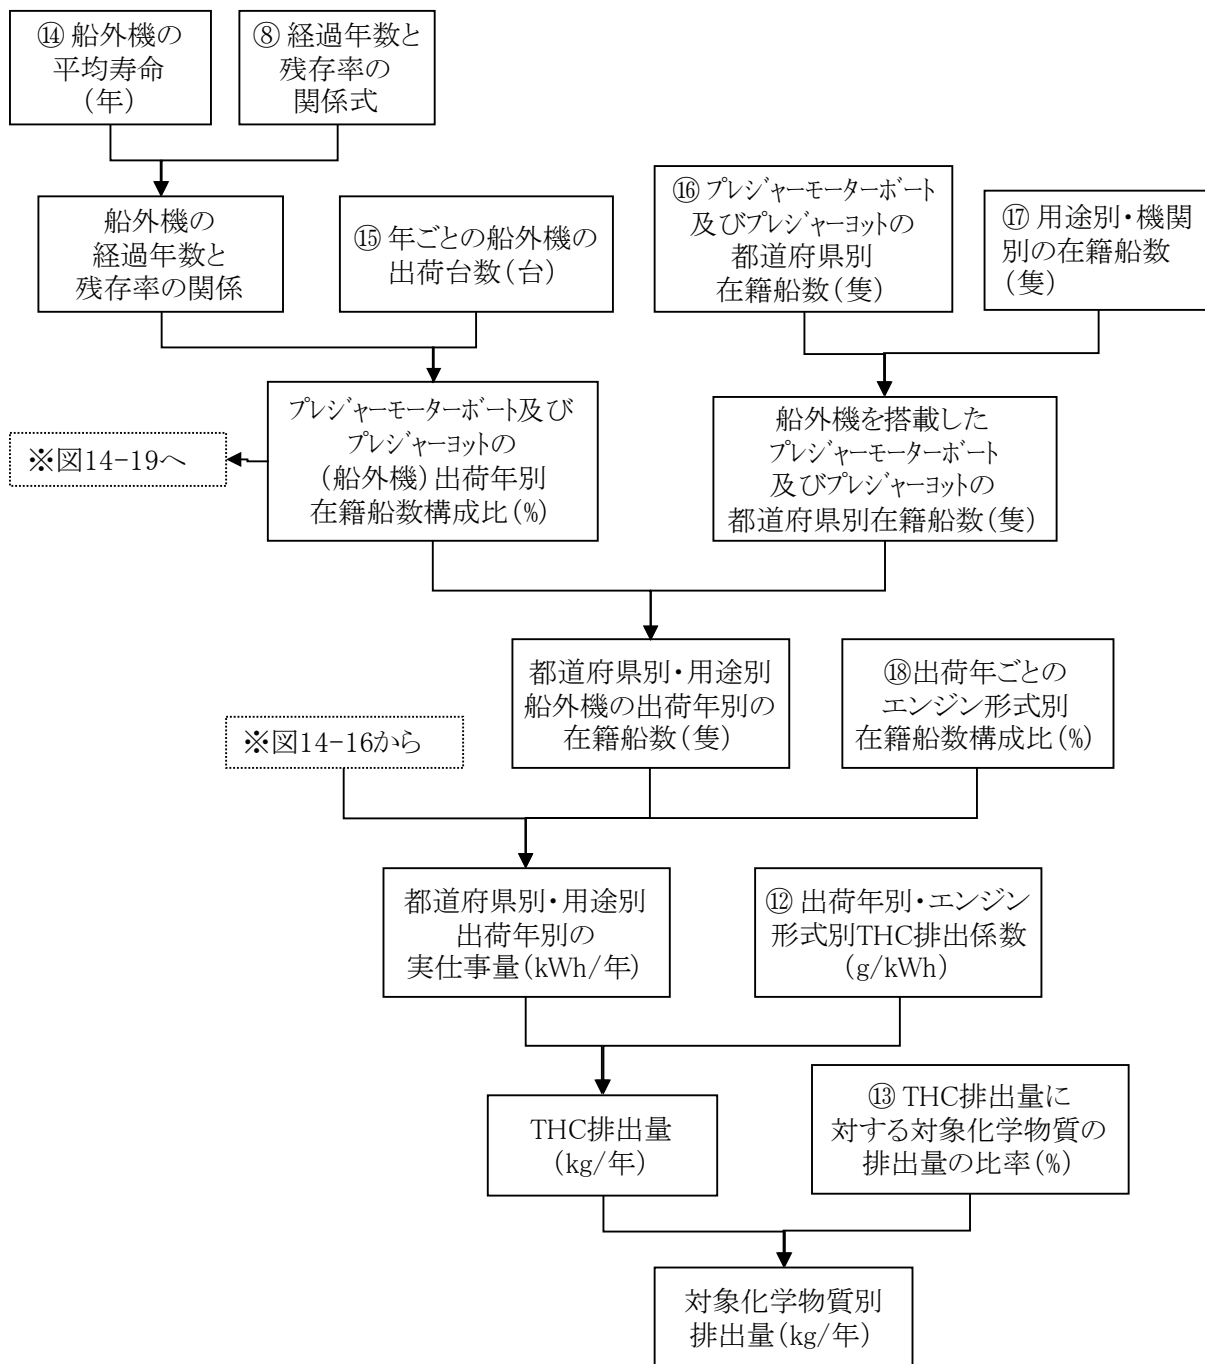 ⑭ 船外機の
平均寿命
(年)
⑧ 経過年数と
残存率の
関係式
船外機の
経過年数と
残存率の関係
⑮ 年ごとの船外機の
出荷台数(台)
⑯ プレジャーモーターボート
及びプレジャーヨットの
都道府県別
在籍船数(隻)
⑰ 用途別・機関
別の在籍船数
(隻)
※図14-19へ
プレジャーモーターボート及び
プレジャーヨットの
(船外機)出荷年別
在籍船数構成比(%)
船外機を搭載した
プレジャーモーターボート
及びプレジャーヨットの
都道府県別在籍船数(隻)
※図14-16から
都道府県別・用途別
船外機の出荷年別の
在籍船数(隻)
⑱出荷年ごとの
エンジン形式別
在籍船数構成比(%)
都道府県別・用途別
出荷年別の
実仕事量(kWh/年)
⑫ 出荷年別・エンジン
形式別THC排出係数
(g/kWh)
THC排出量
(kg/年)
⑬ THC排出量に
対する対象化学物質の
排出量の比率(%)
対象化学物質別
排出量(kg/年)